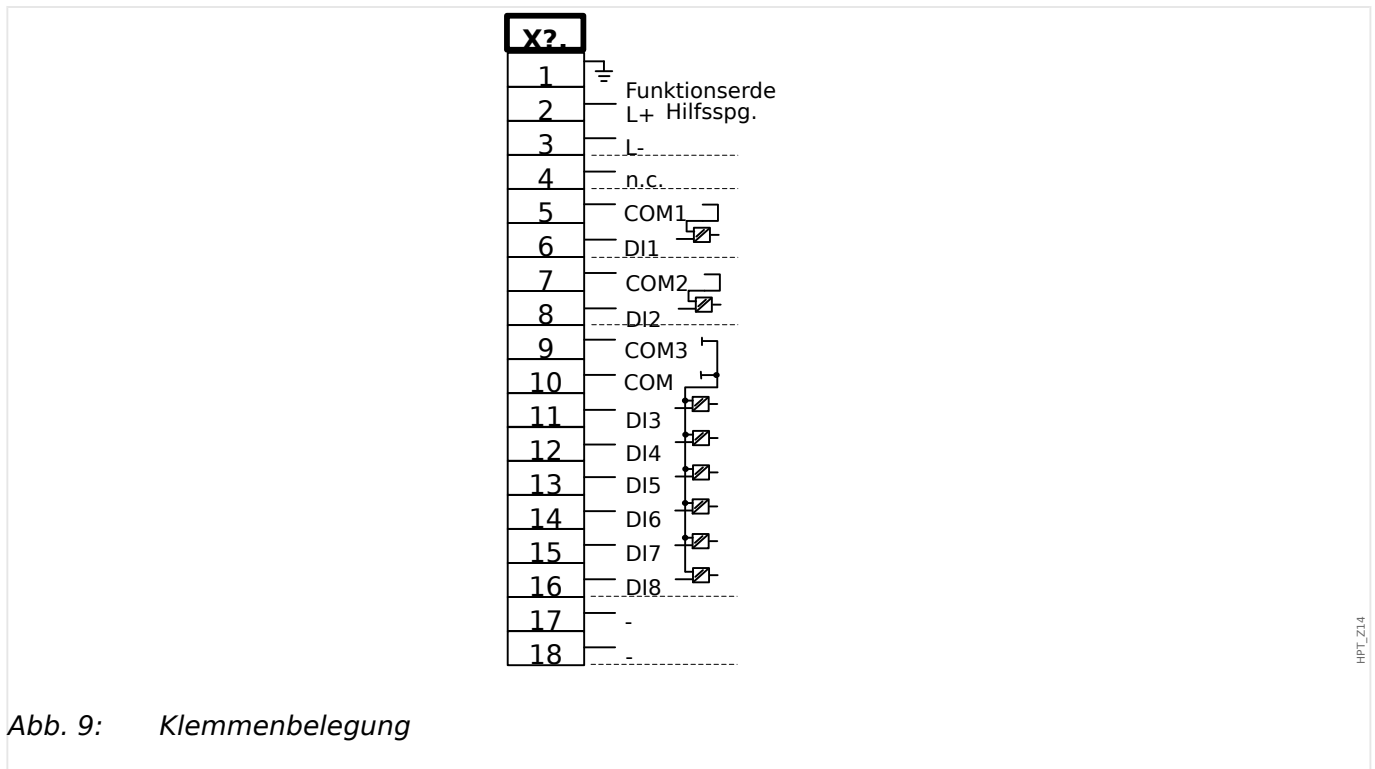 X?.
1
Funktionserde
2 L+ Hilfsspg.
3 L-
4 n.c.
5 COM1
6 DI1
7 COM2
8 DI2
9 COM3
10 COM
11 DI3
12 DI4
13 DI5
14 DI6
15 DI7
16 DI8
17 -
18 -
HPT_Z14
Abb. 9: Klemmenbelegung